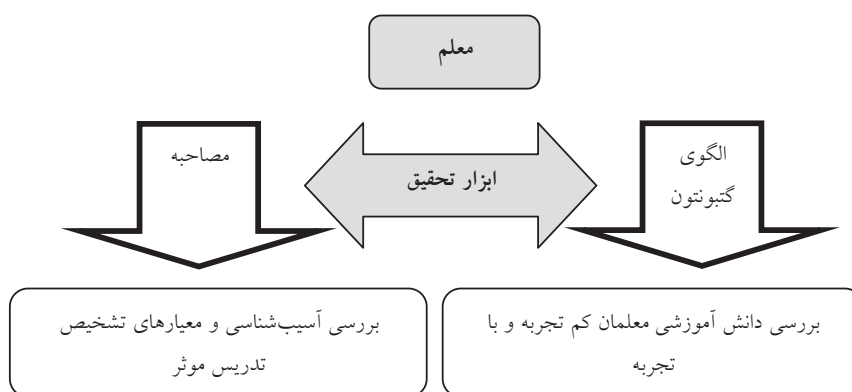 معلم
الگوی
گتبونتون
ابزار تحقیق
مصاحبه
بررسی دانش آموزشی معلمان کم تجربه و با
تجربه
بررسی آسیب‌شناسی و معیارهای تشخیص
تدریس موثر